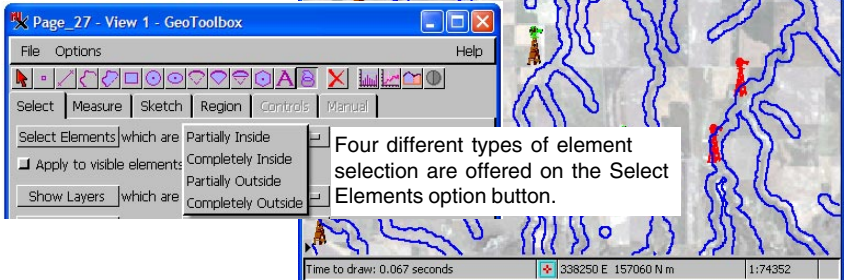 Page_27 - View 1 - GeoToolbox
File Options Help
Select Measure Sketch Region Controls Manual
Select Elements which are
Partially Inside
Completely Inside
Partially Outside
Completely Outside
Apply to visible elements
Show Layers which are
Four different types of element
selection are offered on the Select
Elements option button.
Time to draw: 0.067 seconds 338250 E 157060 N m 1:74352